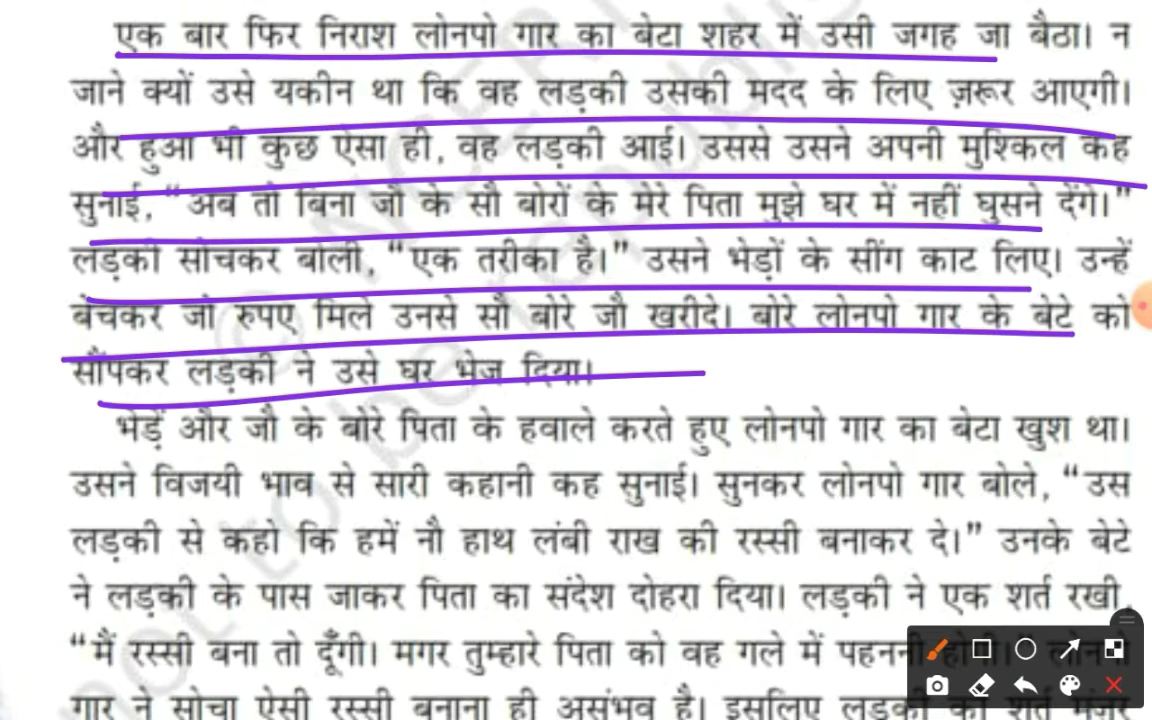 एक बार फिर निराश लोनपो गार का बेटा शहर में उसी जगह जा बैठा। न
जाने क्यों उसे यकीन था कि वह लड़की उसकी मदद के लिए ज़रूर आएगी।
और हुआ भी कुछ ऐसा ही, वह लड़की आई। उससे उसने अपनी मुश्किल कह
सुनाई, “अब तो बिना जौ के सौ बोरों के मेरे पिता मुझे घर में नहीं घुसने देंगे।”
लड़की सोचकर बोली, “एक तरीका है।” उसने भेड़ों के सींग काट लिए। उन्हें
बेचकर जो रुपए मिले उनसे सौ बोरे जौ खरीदे। बोरे लोनपो गार के बेटे को
सौंपकर लड़की ने उसे घर भेज दिया।
भेड़ें और जौ के बोरे पिता के हवाले करते हुए लोनपो गार का बेटा खुश था।
उसने विजयी भाव से सारी कहानी कह सुनाई। सुनकर लोनपो गार बोले, “उस
लड़की से कहो कि हमें नौ हाथ लंबी राख की रस्सी बनाकर दे।” उनके बेटे
ने लड़की के पास जाकर पिता का संदेश दोहरा दिया। लड़की ने एक शर्त रखी,
“मैं रस्सी बना तो दूँगी। मगर तुम्हारे पिता को वह गले में पहननी होगी।” लोनपो
गार ने सोचा ऐसी रस्सी बनाना ही असंभव है। इसलिए लड़की की शर्त मंजूर